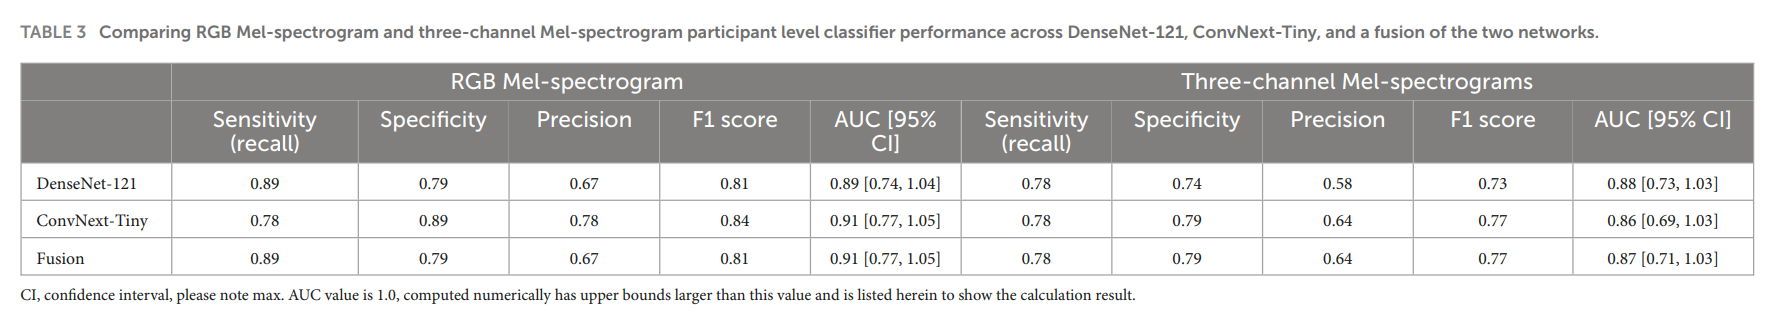 TABLE 3 Comparing RGB Mel-spectrogram and three-channel Mel-spectrogram participant level classifier performance across DenseNet-121, ConvNext-Tiny, and a fusion of the two networks.
RGB Mel-spectrogram Three-channel Mel-spectrograms
Sensitivity (recall) Specificity Precision F1 score AUC [95% CI] Sensitivity (recall) Specificity Precision F1 score AUC [95% CI]
DenseNet-121 0.89 0.79 0.67 0.81 0.89 [0.74, 1.04] 0.78 0.74 0.58 0.73 0.88 [0.73, 1.03]
ConvNext-Tiny 0.78 0.89 0.78 0.84 0.91 [0.77, 1.05] 0.78 0.79 0.64 0.77 0.86 [0.69, 1.03]
Fusion 0.89 0.79 0.67 0.81 0.91 [0.77, 1.05] 0.78 0.79 0.64 0.77 0.87 [0.71, 1.03]
CI, confidence interval, please note max. AUC value is 1.0, computed numerically has upper bounds larger than this value and is listed herein to show the calculation result.